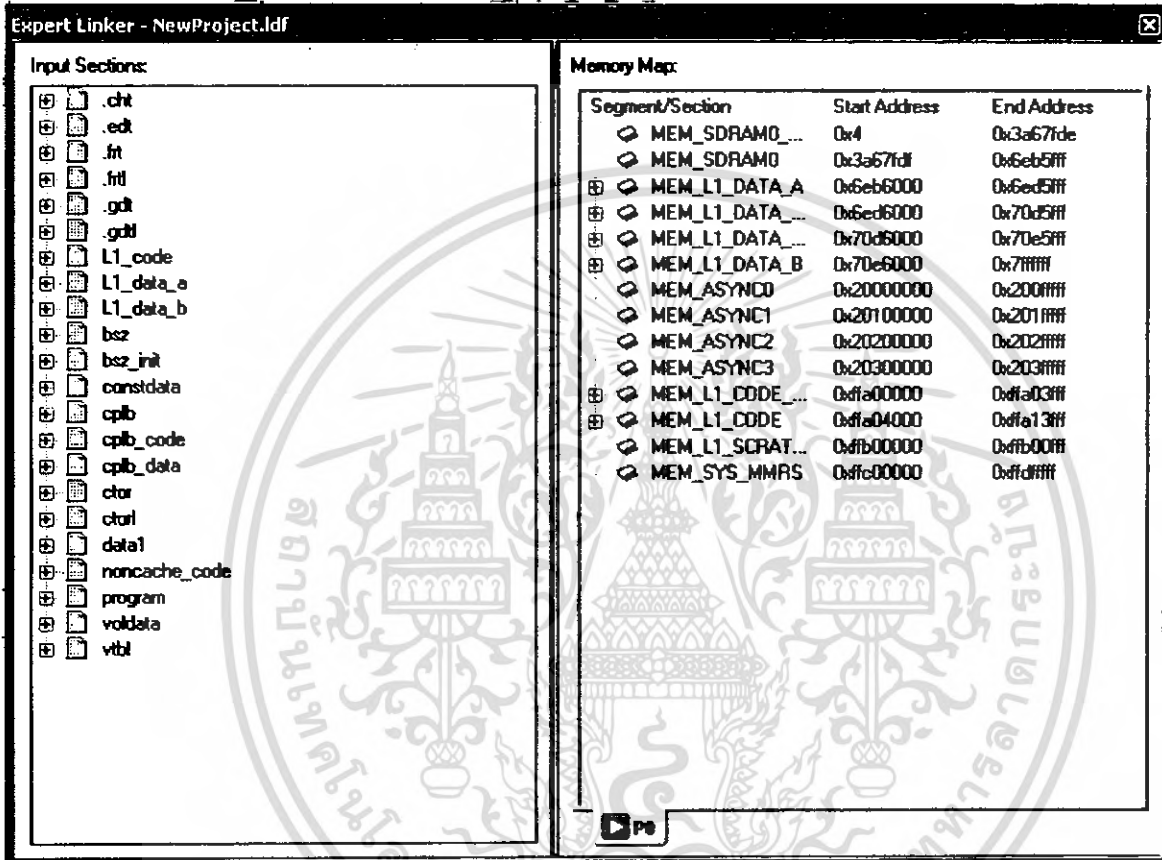 Expert Linker - NewProject.ldf
Input Sections:
.cht
.edt
.frt
.frtl
.gdt
.gdtl
L1_code
L1_data_a
L1_data_b
bsz
bsz_init
constdata
cplb
cplb_code
cplb_data
ctor
ctorl
data1
noncache_code
program
voldata
vtbl
Memory Map:
Segment/Section Start Address End Address
MEM_SDRAM0_... 0x4 0x3a67fde
MEM_SDRAM0 0x3a67fdf 0x6eb5fff
MEM_L1_DATA_A 0x6eb6000 0x6ed5fff
MEM_L1_DATA_... 0x6ed6000 0x70d5fff
MEM_L1_DATA_... 0x70d6000 0x70e5fff
MEM_L1_DATA_B 0x70e6000 0x7ffffff
MEM_ASYNC0 0x20000000 0x200fffff
MEM_ASYNC1 0x20100000 0x201fffff
MEM_ASYNC2 0x20200000 0x202fffff
MEM_ASYNC3 0x20300000 0x203fffff
MEM_L1_CODE_... 0xffa00000 0xffa03fff
MEM_L1_CODE 0xffa04000 0xffa13fff
MEM_L1_SCRAT... 0xffb00000 0xffb00fff
MEM_SYS_MMRS 0xffc00000 0xffdfffff
P0